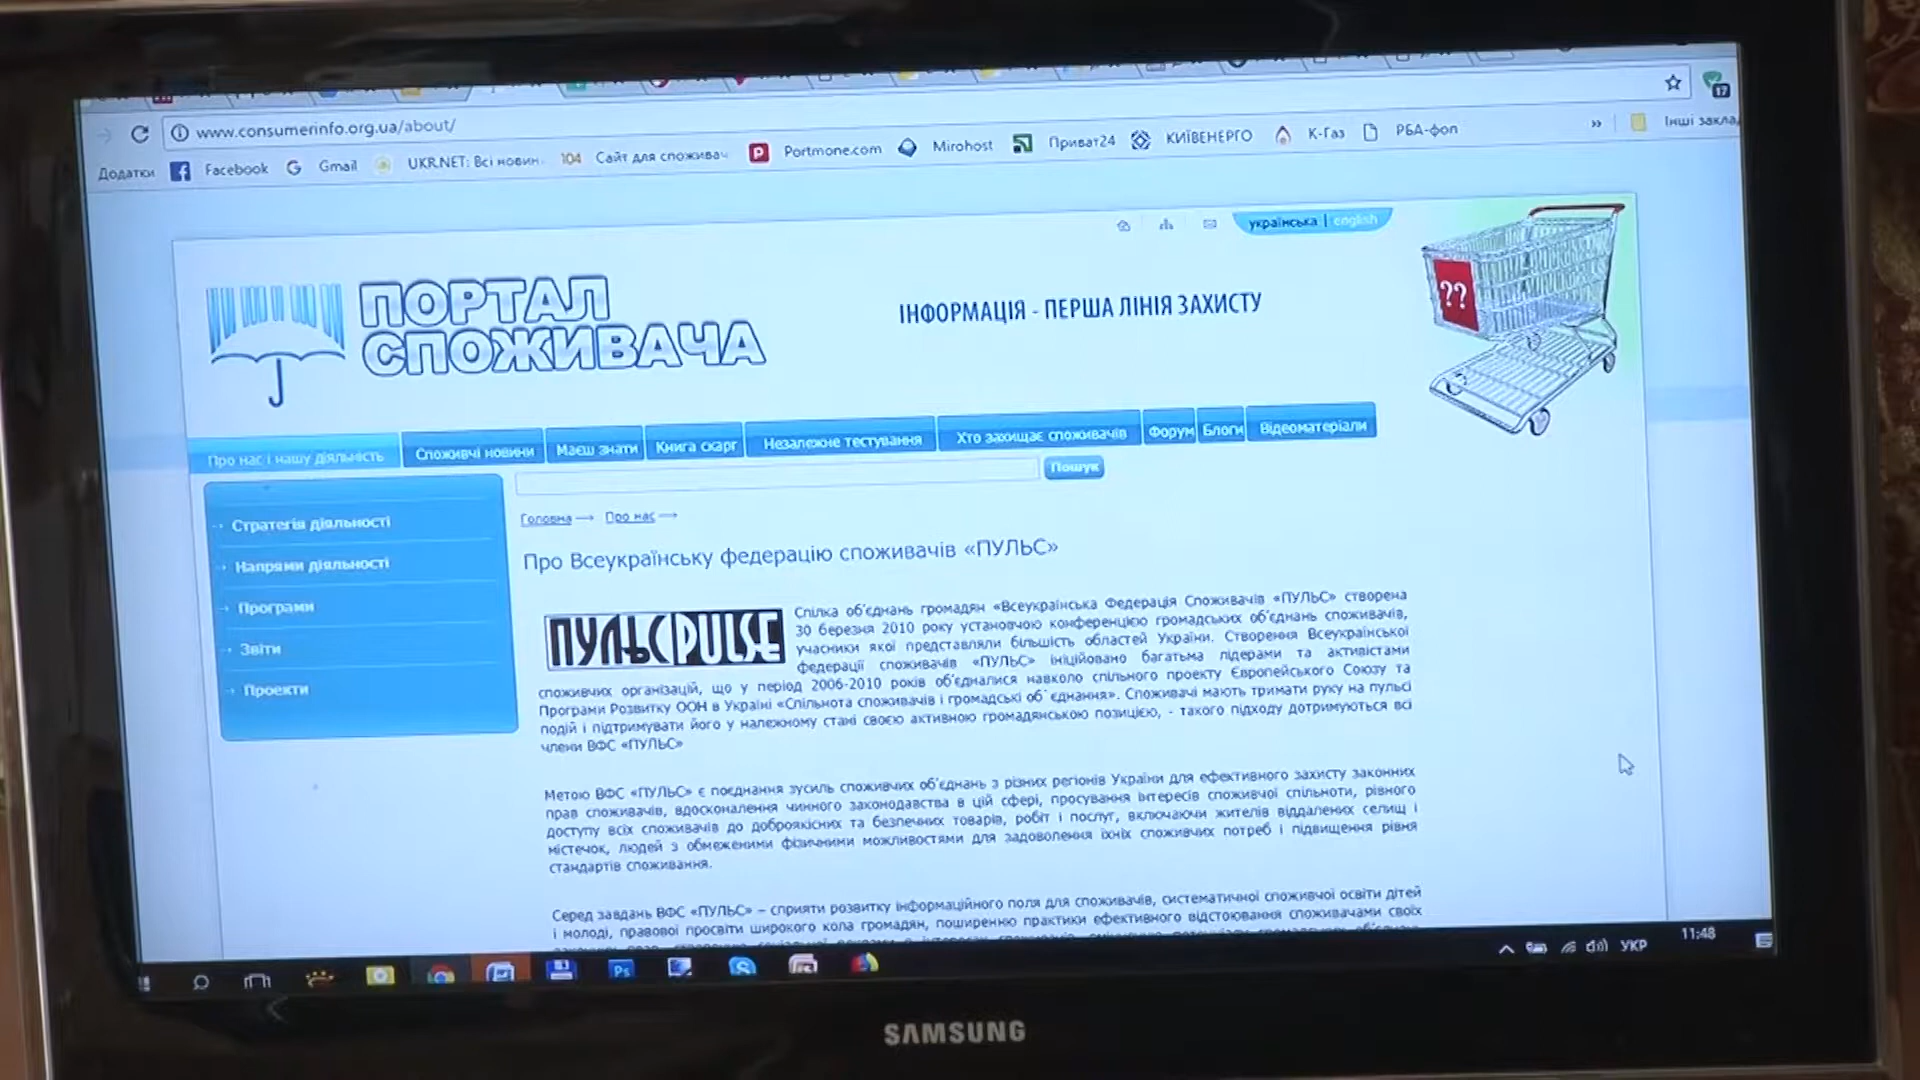 www.consumerinfo.org.ua/about/
17
Додатки Facebook Gmail UKR.NET: Всі новин 104 Сайт для споживач Portmone.com Mirohost Приват24 КИЇВЕНЕРГО К-Газ РБА-фоп » Інші закла
українська | english
ПОРТАЛ
СПОЖИВАЧА
ІНФОРМАЦІЯ - ПЕРША ЛІНІЯ ЗАХИСТУ
??
Про нас і нашу діяльність Споживчі новини Маєш знати Книга скарг Незалежне тестування Хто захищає споживачів Форум Блоги Відеоматеріали
Пошук
Стратегія діяльності
Напрями діяльності
Програми
Звіти
Проекти
Головна Про нас
Про Всеукраїнську федерацію споживачів «ПУЛЬС»
ПУЛЬС PULSE
Спілка об'єднань громадян «Всеукраїнська Федерація Споживачів «ПУЛЬС» створена
30 березня 2010 року установчою конференцією громадських об'єднань споживачів,
учасники якої представляли більшість областей України. Створення Всеукраїнської
федерації споживачів «ПУЛЬС» ініційовано багатьма лідерами та активістами
споживчих організацій, що у період 2006-2010 років об'єдналися навколо спільного проекту Європейського Союзу та
Програми Розвитку ООН в Україні «Спільнота споживачів і громадські об`єднання». Споживачі мають тримати руку на пульсі
подій і підтримувати його у належному стані своєю активною громадянською позицією, - такого підходу дотримуються всі
члени ВФС «ПУЛЬС»
Метою ВФС «ПУЛЬС» є поєднання зусиль споживчих об'єднань з різних регіонів України для ефективного захисту законних
прав споживачів, вдосконалення чинного законодавства в цій сфері, просування інтересів споживчої спільноти, рівного
доступу всіх споживачів до доброякісних та безпечних товарів, робіт і послуг, включаючи жителів віддалених селищ і
містечок, людей з обмеженими фізичними можливостями для задоволення їхніх споживчих потреб і підвищення рівня
стандартів споживання.
Серед завдань ВФС «ПУЛЬС» – сприяти розвитку інформаційного поля для споживачів, систематичної споживчої освіти дітей
і молоді, правової просвіти широкого кола громадян, поширенню практики ефективного відстоювання споживачами своїх
Ps
УКР 11:48
SAMSUNG